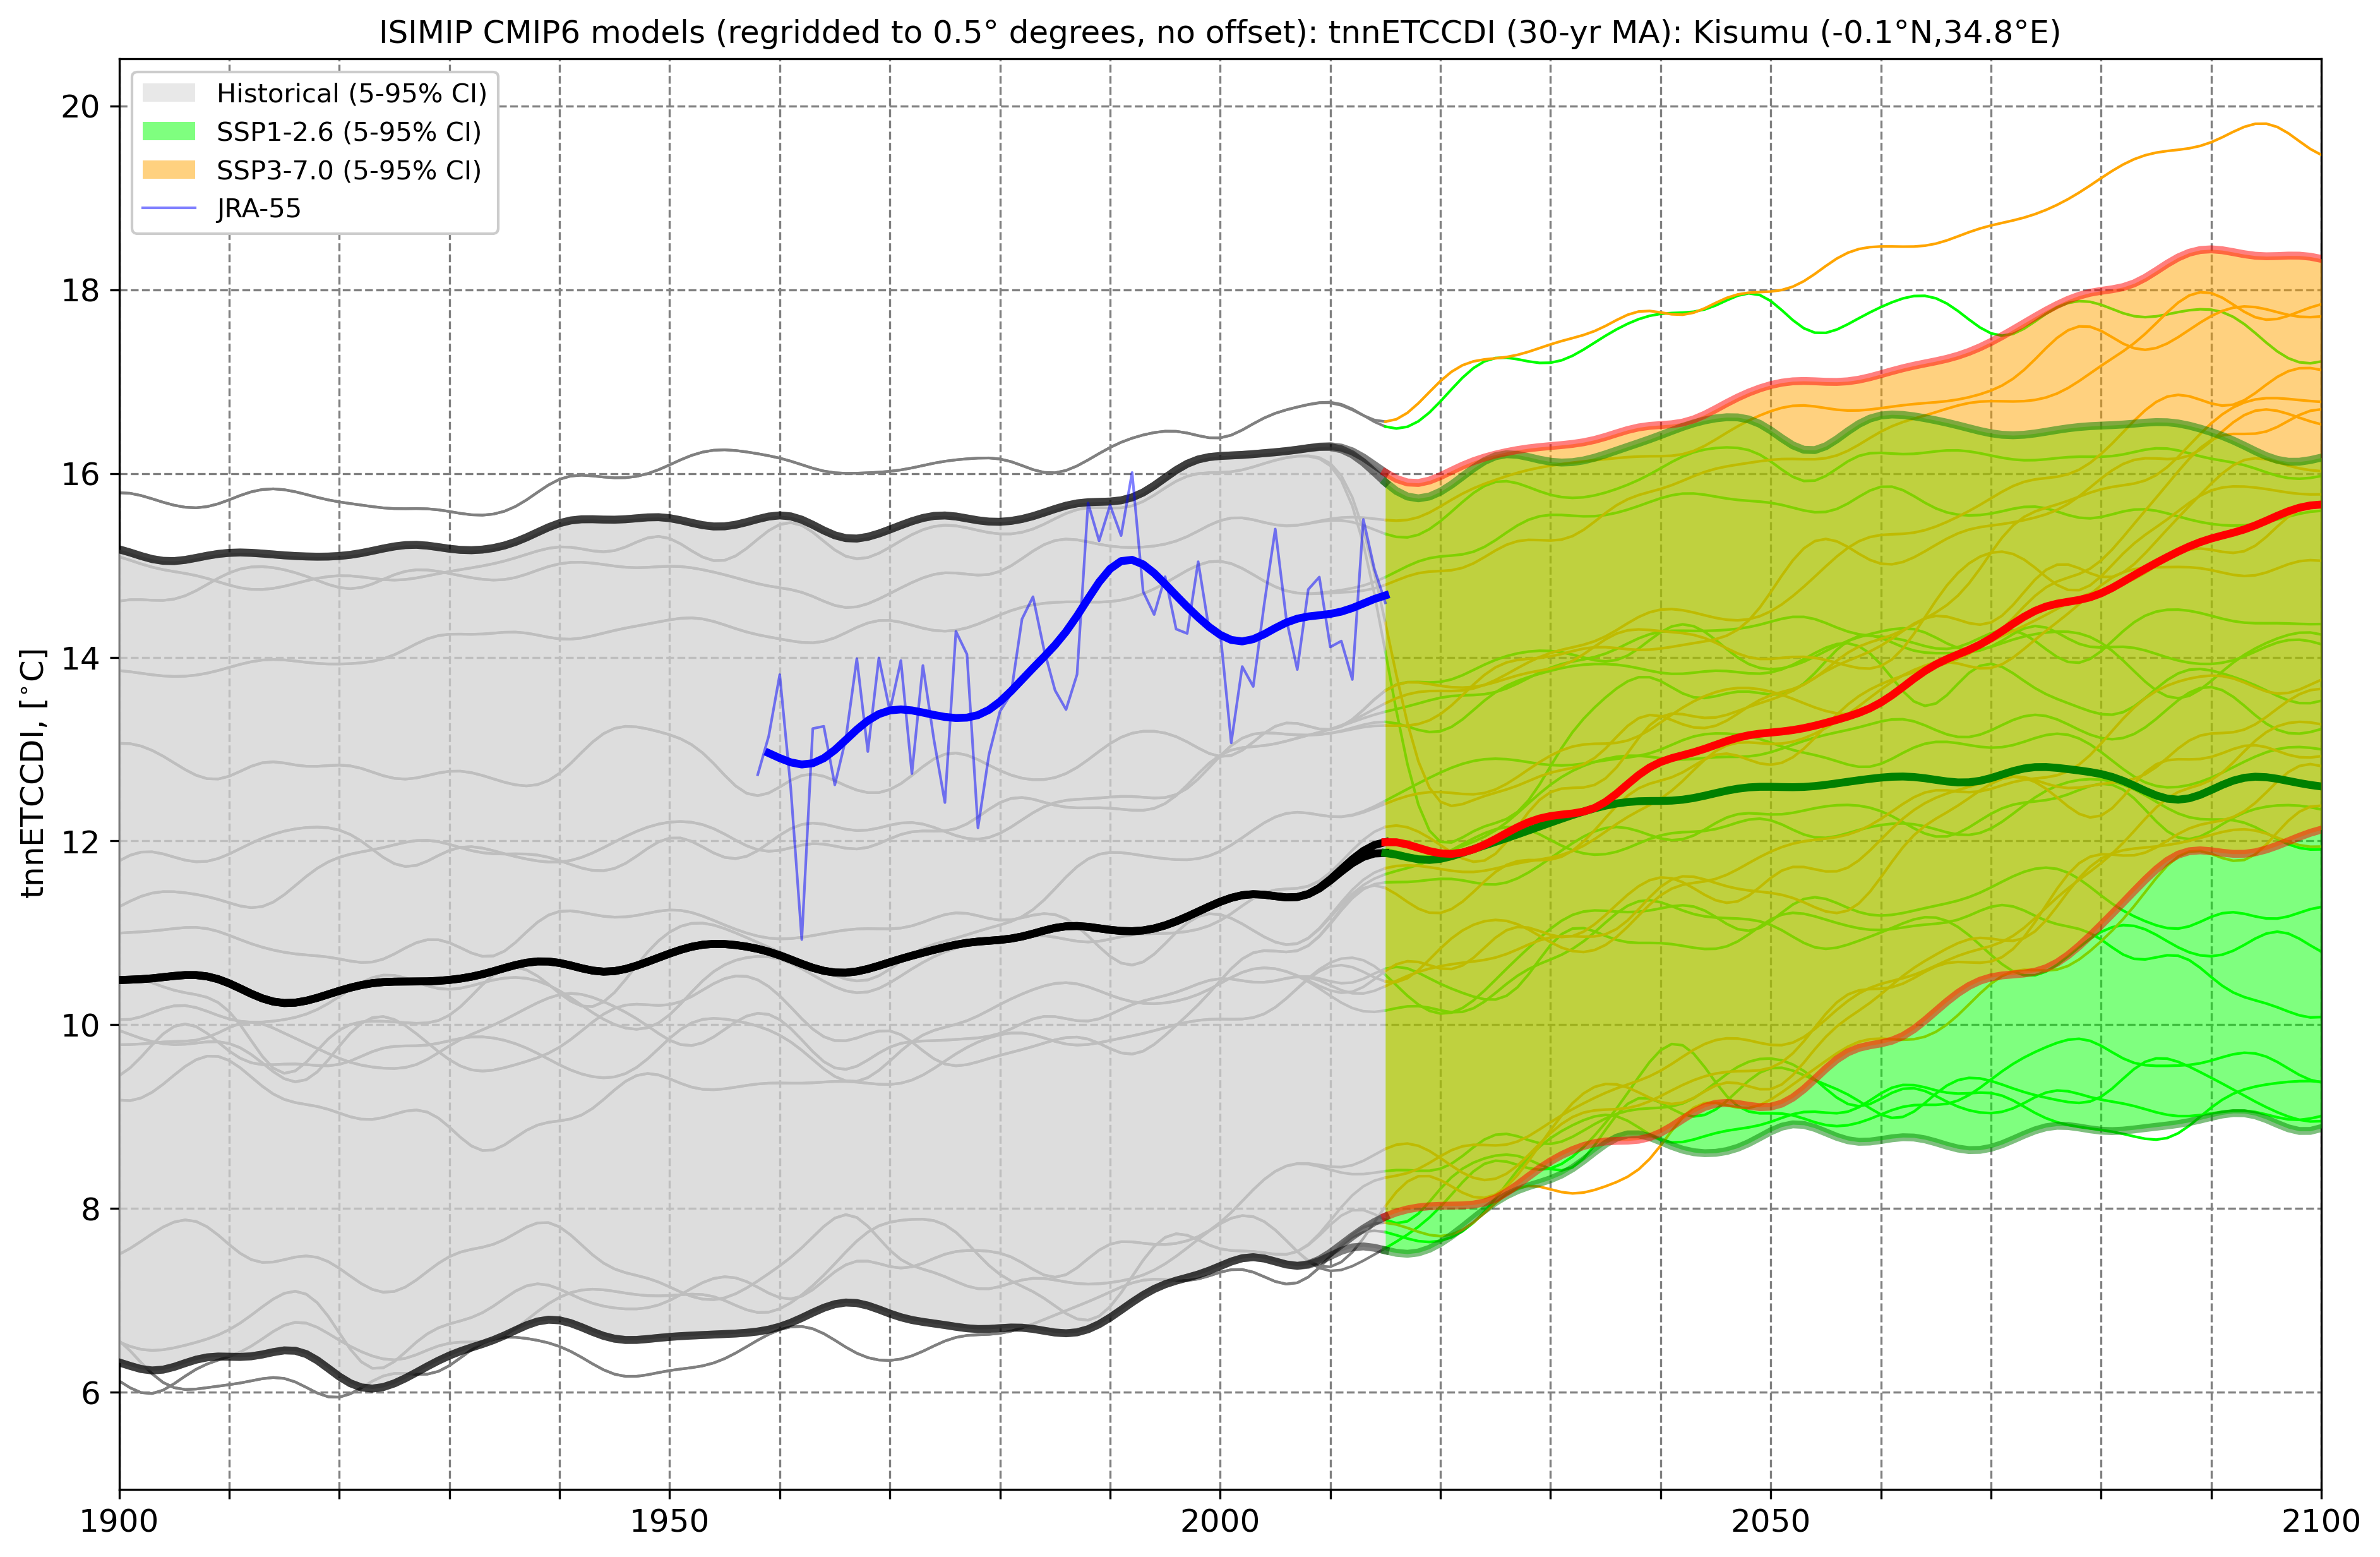 ISIMIP CMIP6 models (regridded to 0.5° degrees, no offset): tnnETCCDI (30-yr MA): Kisumu (-0.1°N,34.8°E)
Historical (5-95% CI)
SSP1-2.6 (5-95% CI)
SSP3-7.0 (5-95% CI)
JRA-55
tnnETCCDI, [°C]
20
18
16
14
12
10
8
6
1900
1950
2000
2050
2100